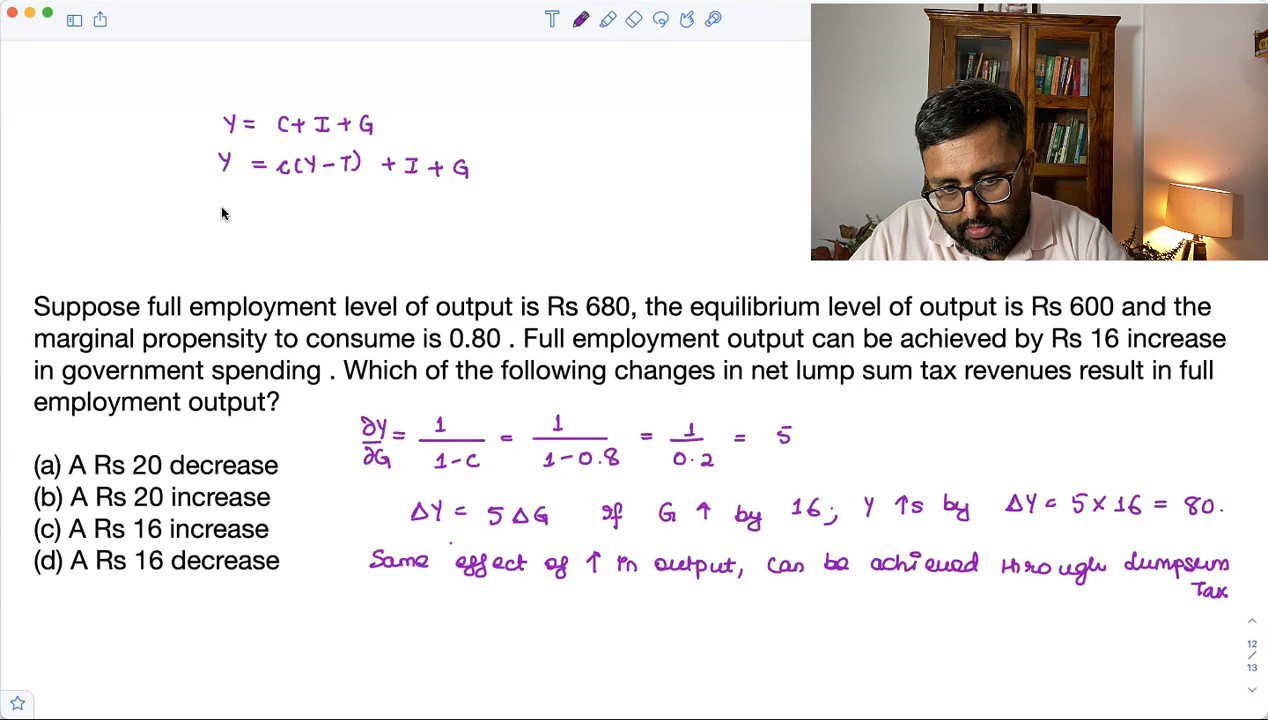 Y = C + I + G
Y = c(Y-T) + I + G
Suppose full employment level of output is Rs 680, the equilibrium level of output is Rs 600 and the
marginal propensity to consume is 0.80 . Full employment output can be achieved by Rs 16 increase
in government spending . Which of the following changes in net lump sum tax revenues result in full
employment output?
∂Y/∂G = 1/(1-c) = 1/(1-0.8) = 1/0.2 = 5
(a) A Rs 20 decrease
(b) A Rs 20 increase
(c) A Rs 16 increase
(d) A Rs 16 decrease
ΔY = 5ΔG if G ↑ by 16; Y ↑s by ΔY = 5 × 16 = 80.
Same effect of ↑ in output, can be achieved through lumpsum
Tax
12
/
13